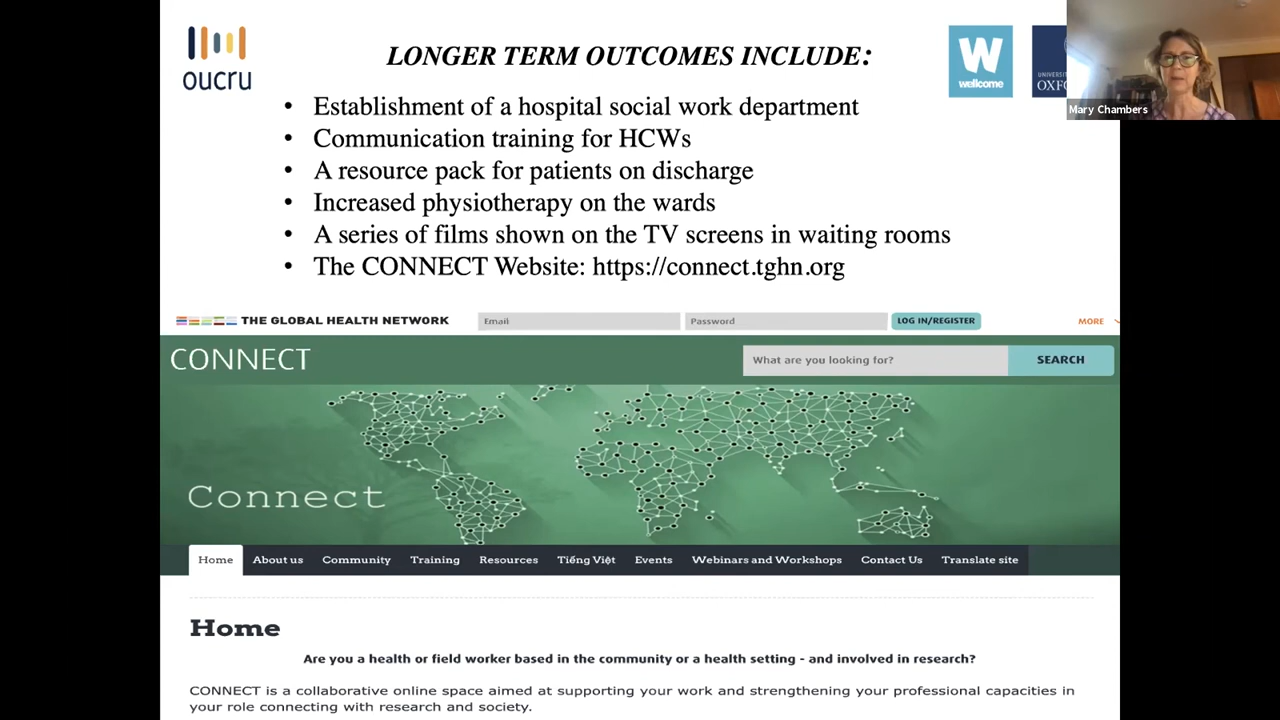 oucru
LONGER TERM OUTCOMES INCLUDE:
W
wellcome
UNIVERSITY
OXFO
Mary Chambers
• Establishment of a hospital social work department
• Communication training for HCWs
• A resource pack for patients on discharge
• Increased physiotherapy on the wards
• A series of films shown on the TV screens in waiting rooms
• The CONNECT Website: https://connect.tghn.org
THE GLOBAL HEALTH NETWORK Email Password LOG IN/REGISTER MORE
CONNECT What are you looking for? SEARCH
Connect
Home About us Community Training Resources Tiếng Việt Events Webinars and Workshops Contact Us Translate site
Home
Are you a health or field worker based in the community or a health setting - and involved in research?
CONNECT is a collaborative online space aimed at supporting your work and strengthening your professional capacities in
your role connecting with research and society.